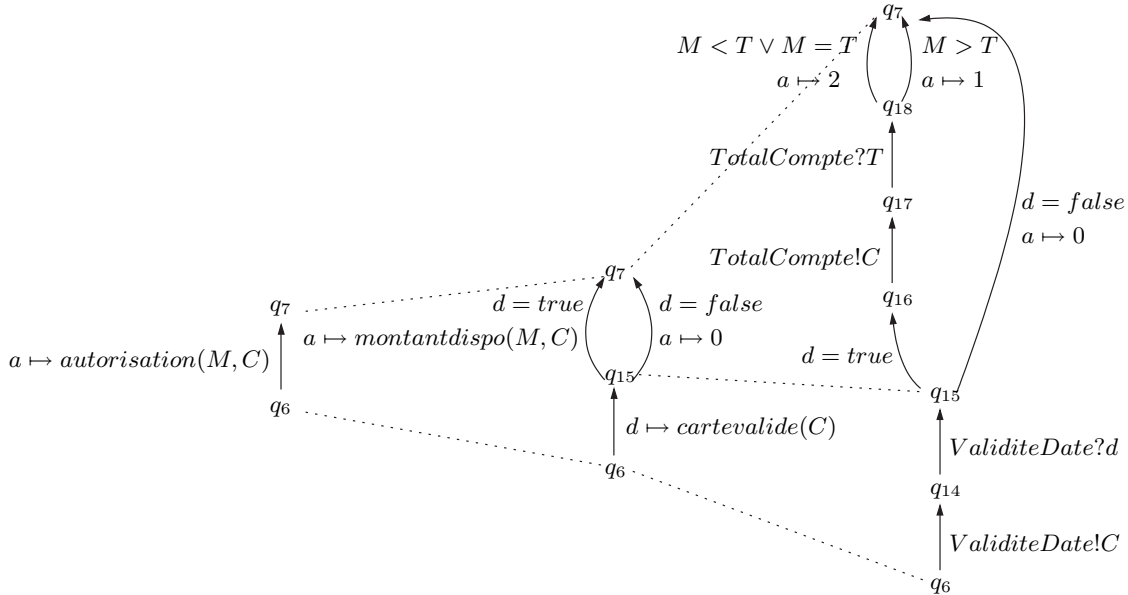 q7
M < T ∨ M = T
M > T
a ↦ 2
a ↦ 1
q18
TotalCompte?T
q17
d = false
a ↦ 0
TotalCompte!C
q7
q16
q7
d = true
d = false
a ↦ montantdispo(M, C)
a ↦ 0
a ↦ autorisation(M, C)
d = true
q15
q15
q6
d ↦ cartevalide(C)
ValiditeDate?d
q6
q14
ValiditeDate!C
q6